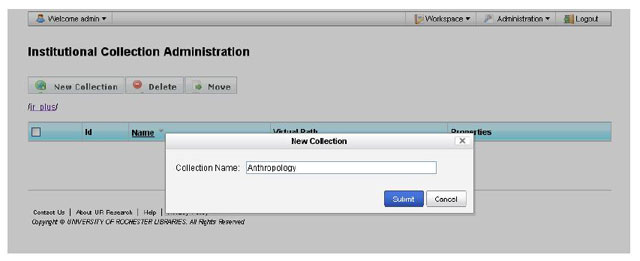 Welcome admin Workspace Administration Logout
Institutional Collection Administration
New Collection Delete Move
/ir_plus/
Id Name Virtual Path Properties
New Collection
Collection Name: Anthropology
Submit Cancel
Contact Us | About UR Research | Help |
Copyright © UNIVERSITY OF ROCHESTER LIBRARIES. All Rights Reserved